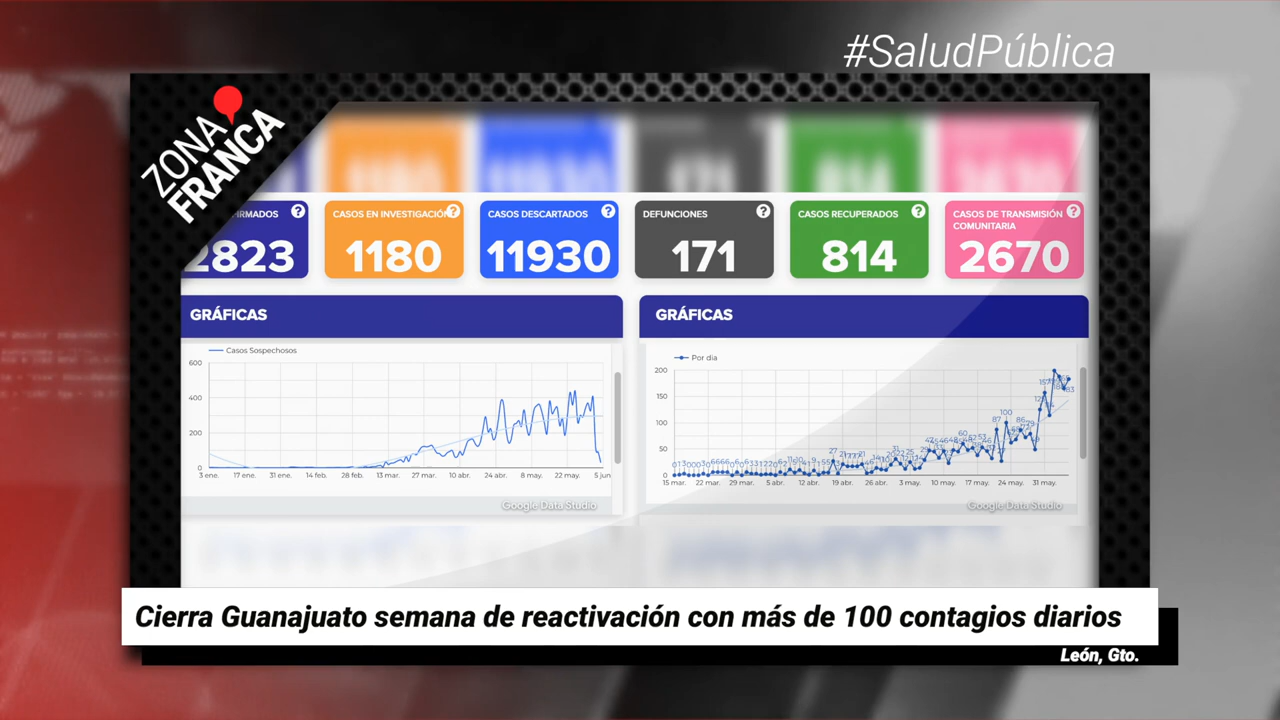 #SaludPública
ZONA
FRANCA
CASOS EN INVESTIGACIÓN
CASOS DESCARTADOS
DEFUNCIONES
CASOS RECUPERADOS
CASOS DE TRANSMISIÓN
COMUNITARIA
2823
1180
11930
171
814
2670
GRÁFICAS
GRÁFICAS
Casos Sospechosos
600
400
200
0
3 ene. 17 ene. 31 ene. 14 feb. 28 feb. 13 mar. 27 mar. 10 abr. 24 abr. 8 may. 22 may. 5 jun.
Google Data Studio
Por dia
200
150
100
50
0
15 mar. 22 mar. 29 mar. 5 abr. 12 abr. 19 abr. 26 abr. 3 may. 10 may. 17 may. 24 may. 31 may.
Google Data Studio
Cierra Guanajuato semana de reactivación con más de 100 contagios diarios
León, Gto.